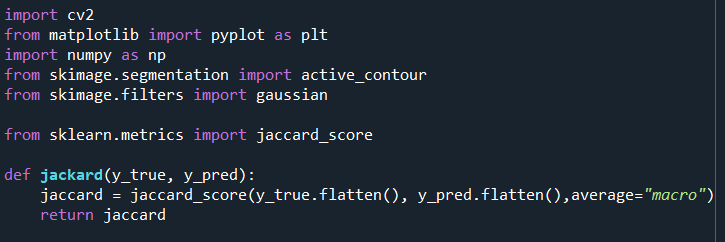 import cv2
from matplotlib import pyplot as plt
import numpy as np
from skimage.segmentation import active_contour
from skimage.filters import gaussian
from sklearn.metrics import jaccard_score
def jackard(y_true, y_pred):
    jaccard = jaccard_score(y_true.flatten(), y_pred.flatten(),average="macro")
    return jaccard